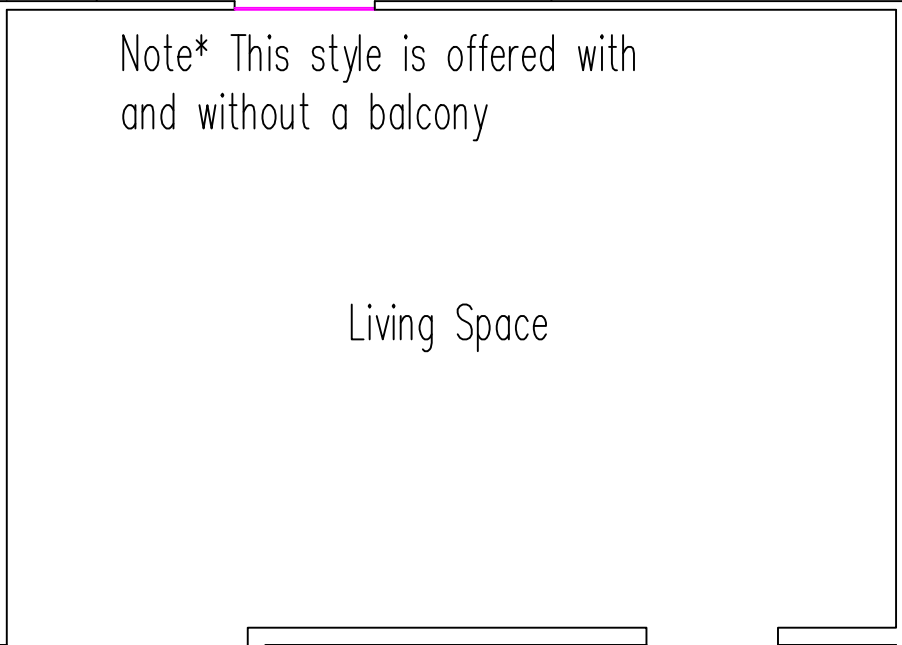 Note* This style is offered with
and without a balcony
Living Space